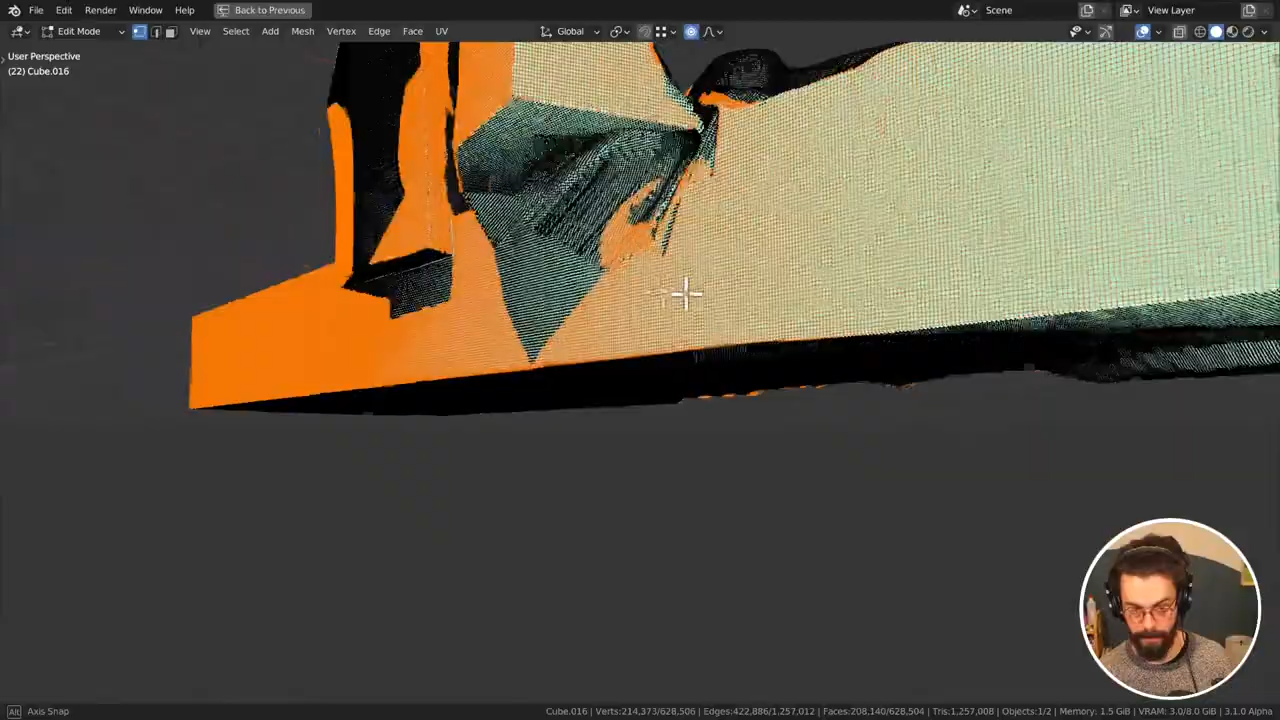 File Edit Render Window Help Back to Previous Scene View Layer
Edit Mode View Select Add Mesh Vertex Edge Face UV Global
User Perspective
(22) Cube.016
Alt Axis Snap Cube.016 | Verts:214,373/628,506 | Edges:422,886/1,257,012 | Faces:208,140/628,504 | Tris:1,257,008 | Objects:1/2 | Memory: 1.5 GiB | VRAM: 3.0/8.0 GiB | 3.1.0 Alpha